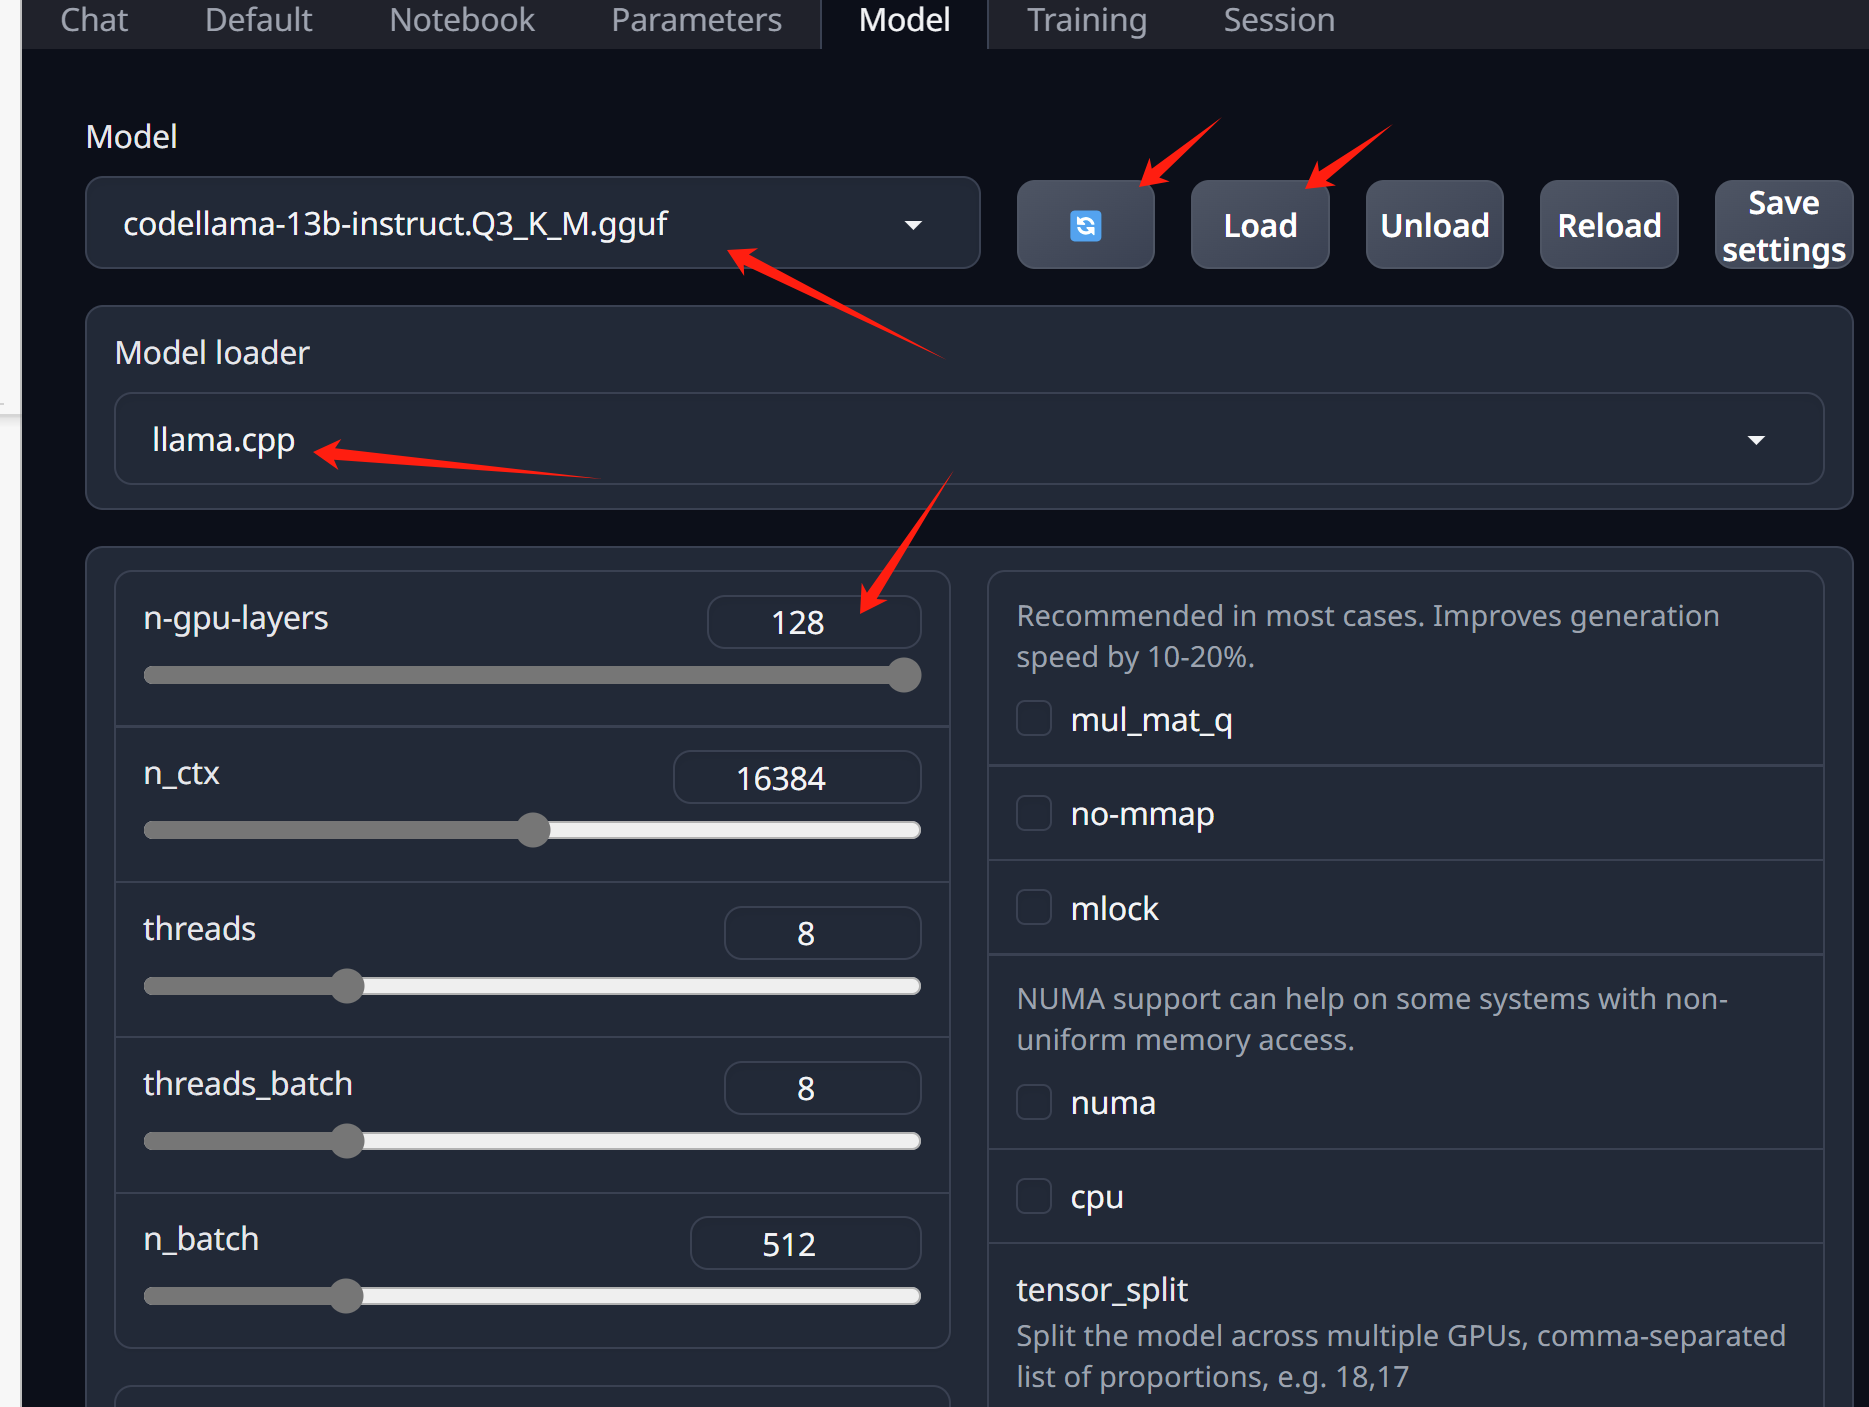 Chat Default Notebook Parameters Model Training Session
Model
codellama-13b-instruct.Q3_K_M.gguf
Load
Unload
Reload
Save
settings
Model loader
llama.cpp
n-gpu-layers
128
n_ctx
16384
threads
8
threads_batch
8
n_batch
512
Recommended in most cases. Improves generation
speed by 10-20%.
mul_mat_q
no-mmap
mlock
NUMA support can help on some systems with non-
uniform memory access.
numa
cpu
tensor_split
Split the model across multiple GPUs, comma-separated
list of proportions, e.g. 18,17